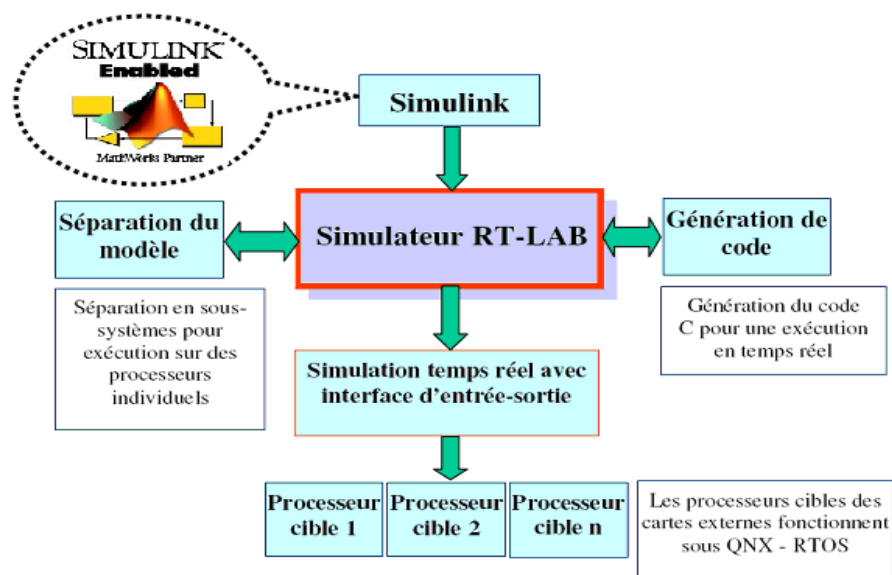 SIMULINK
Enabled
MathWorks Partner
Simulink
Séparation du
modèle
Simulateur RT-LAB
Génération de
code
Séparation en sous-
systèmes pour
exécution sur des
processeurs
individuels
Génération du code
C pour une exécution
en temps réel
Simulation temps réel avec
interface d'entrée-sortie
Processeur
cible 1
Processeur
cible 2
Processeur
cible n
Les processeurs cibles des
cartes externes fonctionnent
sous QNX - RTOS